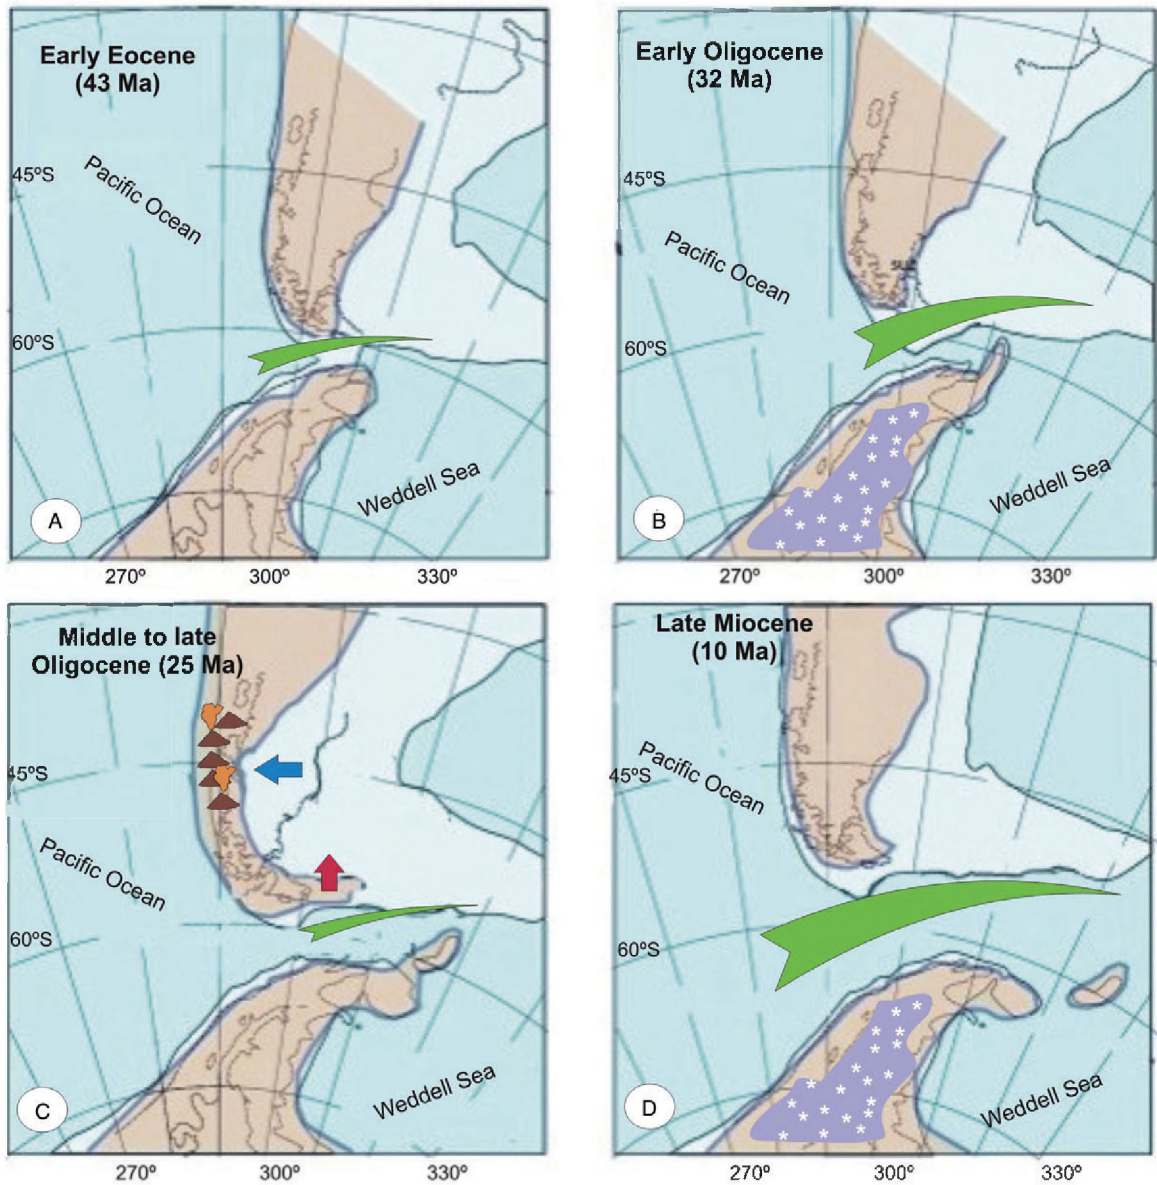 Early Eocene
(43 Ma)
Pacific Ocean
45ºS
60ºS
Weddell Sea
A
270º
300º
330º
Early Oligocene
(32 Ma)
Pacific Ocean
45ºS
60ºS
Weddell Sea
B
270º
300º
330º
Middle to late
Oligocene (25 Ma)
45ºS
Pacific Ocean
60ºS
Weddell Sea
C
270º
300º
330º
Late Miocene
(10 Ma)
Pacific Ocean
45ºS
60ºS
Weddell Sea
D
270º
300º
330º